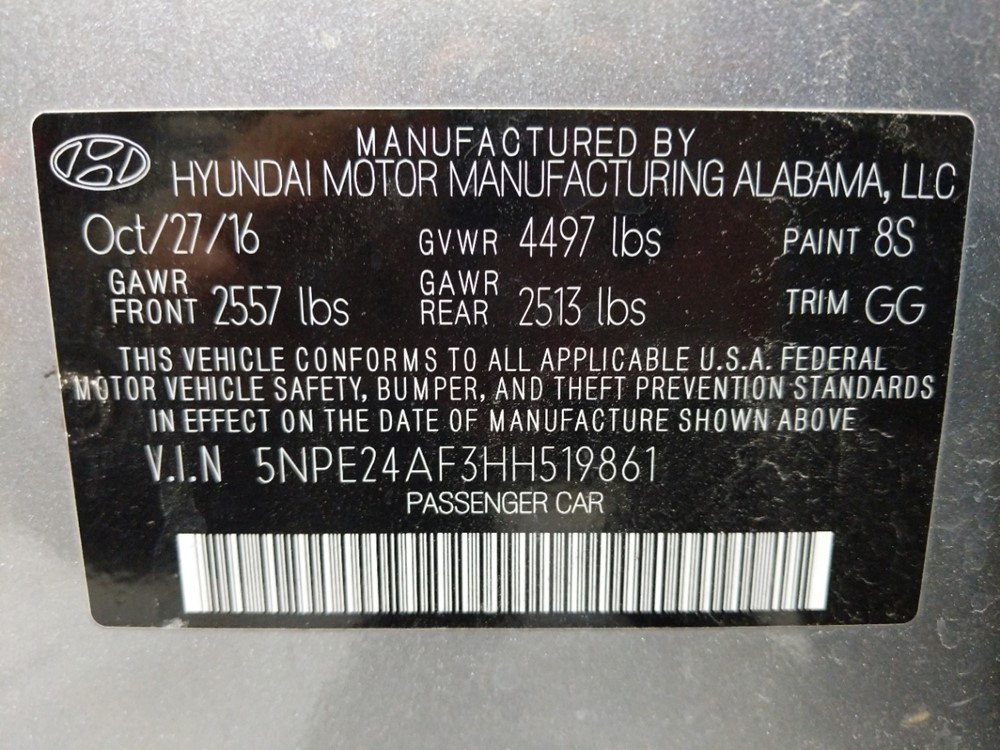 MANUFACTURED BY
HYUNDAI MOTOR MANUFACTURING ALABAMA, LLC
Oct/27/16 GVWR 4497 lbs PAINT 8S
GAWR FRONT 2557 lbs GAWR REAR 2513 lbs TRIM GG
THIS VEHICLE CONFORMS TO ALL APPLICABLE U.S.A. FEDERAL
MOTOR VEHICLE SAFETY, BUMPER, AND THEFT PREVENTION STANDARDS
IN EFFECT ON THE DATE OF MANUFACTURE SHOWN ABOVE
V.I.N 5NPE24AF3HH519861
PASSENGER CAR